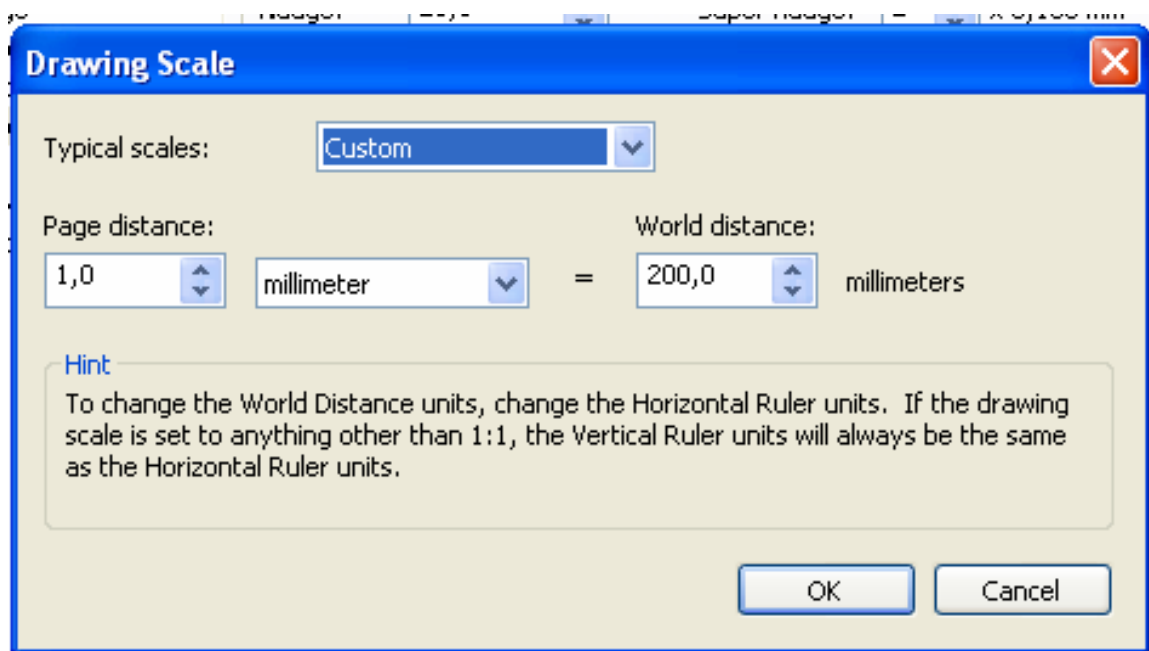 Drawing Scale
Typical scales: Custom
Page distance: World distance:
1,0 millimeter = 200,0 millimeters
Hint
To change the World Distance units, change the Horizontal Ruler units. If the drawing
scale is set to anything other than 1:1, the Vertical Ruler units will always be the same
as the Horizontal Ruler units.
OK Cancel